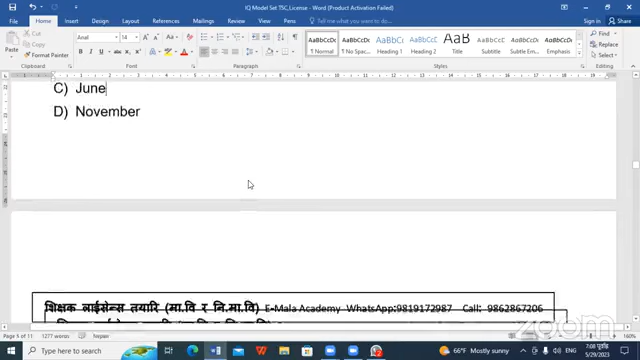 IQ Model Set TSC_License - Word (Product Activation Failed)
Sign in
File Home Insert Design Layout References Mailings Review View Help Tell me what you want to do
Share
Paste
Cut
Copy
Format Painter
Clipboard
Arial 14
Font
Paragraph
AaBbCcDc AaBbCcDc AaBbCc AaBbCcD AaB AaBbCcD AaBbCcDc AaBbCcDc
1 Normal 1 No Spac... Heading 1 Heading 2 Title Subtitle Subtle Em... Emphasis
Styles
Find
Replace
Select
Editing
C) June
D) November
शिक्षक लाईसेन्स तयारि (मा.वि र नि.मा.वि) E-Mala Academy WhatsApp:9819172987 Call: 9862867206
zoom
Page 5 of 11 1277 words Nepali
Type here to search
66°F Mostly sunny
ENG
7:08 पूर्वाह्न
5/29/2023